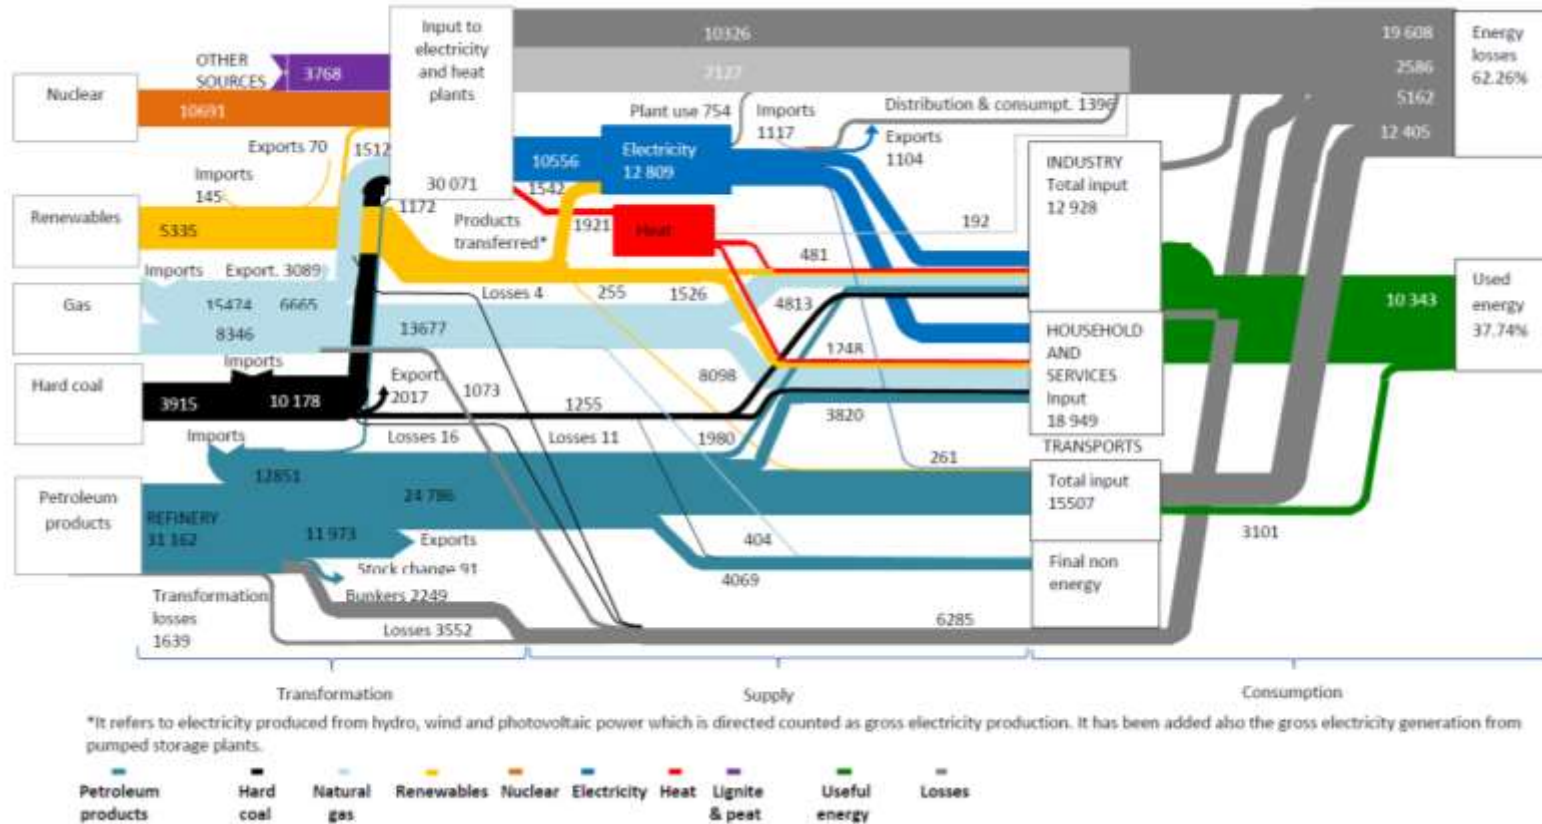 Input to
electricity
and heat
plants
30 071
10326
7127
19 608
2586
5162
12 405
Energy
losses
62.26%
OTHER
SOURCES
3768
Nuclear
10691
Plant use 754
Imports
1117
Distribution & consumpt. 1396
Exports
1104
Exports 70
1512
Imports
145
10556
Electricity
12 809
1542
INDUSTRY
Total input
12 928
Renewables
5335
1172
Products
transferred*
1921
Heat
192
481
Imports
Export. 3089
Losses 4
255
1526
4813
Gas
15474
6665
8346
13677
10 343
Used
energy
37.74%
HOUSEHOLD
AND
SERVICES
Input
18 949
1748
8098
Imports
Hard coal
3915
10 178
Export.
2017
1073
1255
3820
Imports
Losses 16
Losses 11
1980
TRANSPORTS
261
12851
Total input
15507
Petroleum
products
REFINERY
31 162
24 786
11 973
Exports
404
3101
Stock change 91
4069
Final non
energy
Transformation
losses
1639
Bunkers 2249
Losses 3552
6285
Transformation
Supply
Consumption
*It refers to electricity produced from hydro, wind and photovoltaic power which is directed counted as gross electricity production. It has been added also the gross electricity generation from
pumped storage plants.
Petroleum
products
Hard
coal
Natural
gas
Renewables
Nuclear
Electricity
Heat
Lignite
& peat
Useful
energy
Losses